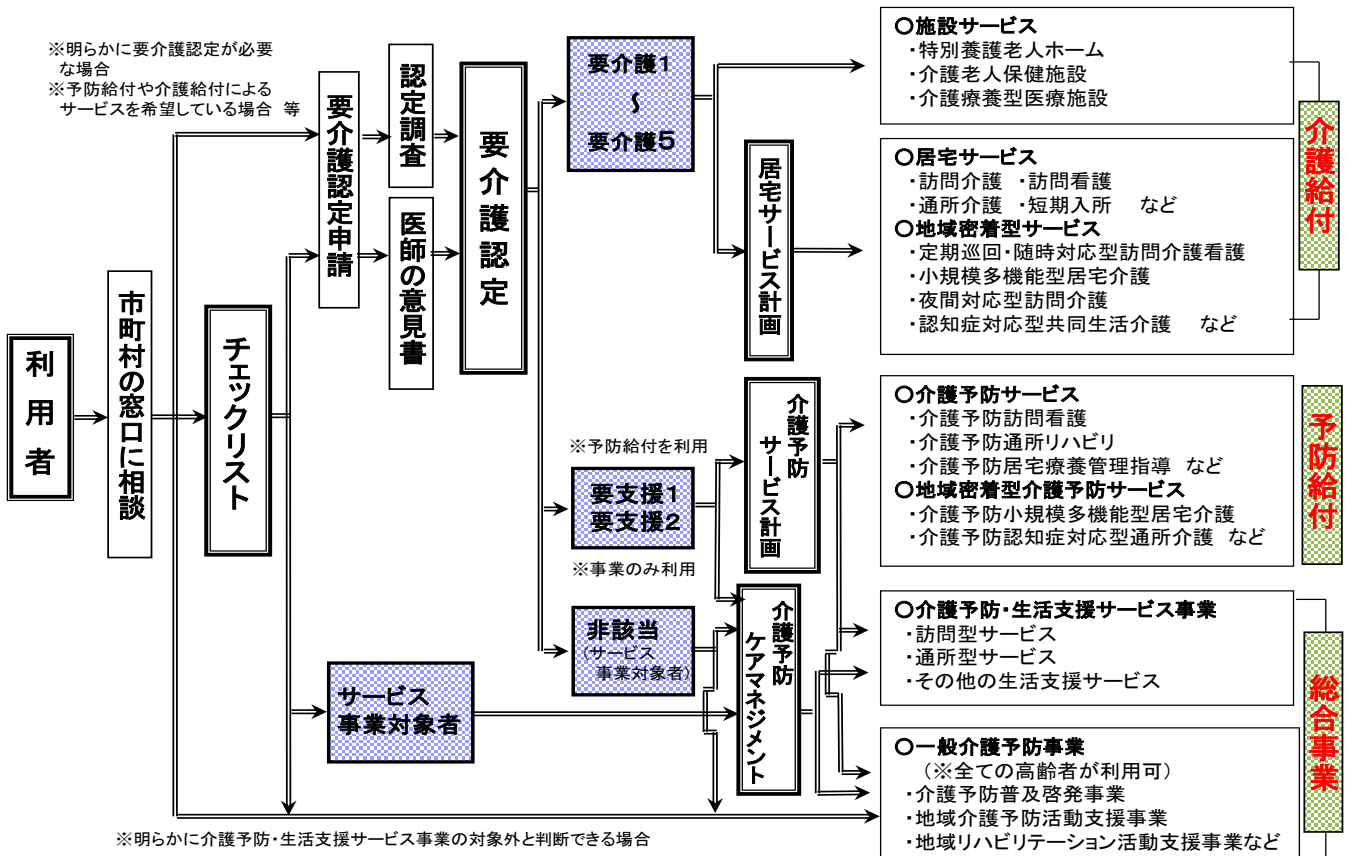 ※明らかに要介護認定が必要
な場合
※予防給付や介護給付による
サービスを希望している場合 等
利用者
市町村の窓口に相談
チェックリスト
要介護認定申請
認定調査
医師の意見書
要介護認定
要介護1
~
要介護5
※予防給付を利用
要支援1
要支援2
※事業のみ利用
非該当
(サービス
事業対象者)
サービス
事業対象者
居宅サービス計画
介護予防
サービス計画
介護予防
ケアマネジメント
○施設サービス
・特別養護老人ホーム
・介護老人保健施設
・介護療養型医療施設
○居宅サービス
・訪問介護 ・訪問看護
・通所介護 ・短期入所 など
○地域密着型サービス
・定期巡回・随時対応型訪問介護看護
・小規模多機能型居宅介護
・夜間対応型訪問介護
・認知症対応型共同生活介護 など
介護給付
○介護予防サービス
・介護予防訪問看護
・介護予防通所リハビリ
・介護予防居宅療養管理指導 など
○地域密着型介護予防サービス
・介護予防小規模多機能型居宅介護
・介護予防認知症対応型通所介護 など
予防給付
○介護予防・生活支援サービス事業
・訪問型サービス
・通所型サービス
・その他の生活支援サービス
○一般介護予防事業
(※全ての高齢者が利用可)
・介護予防普及啓発事業
・地域介護予防活動支援事業
・地域リハビリテーション活動支援事業など
総合事業
※明らかに介護予防・生活支援サービス事業の対象外と判断できる場合